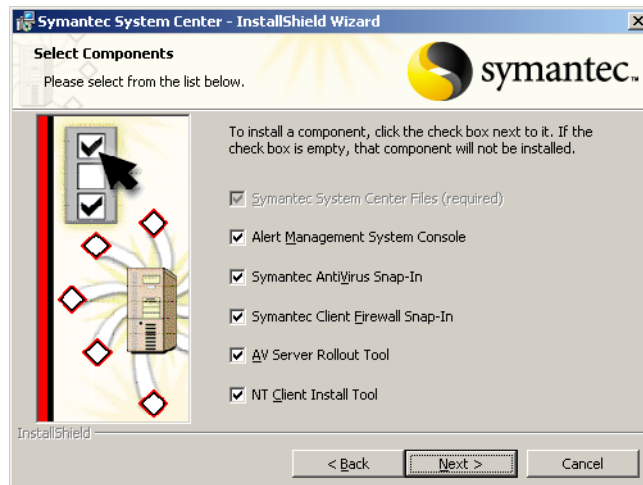 Symantec System Center - InstallShield Wizard
Select Components
Please select from the list below.
symantec.
To install a component, click the check box next to it. If the
check box is empty, that component will not be installed.
Symantec System Center Files (required)
Alert Management System Console
Symantec AntiVirus Snap-In
Symantec Client Firewall Snap-In
AV Server Rollout Tool
NT Client Install Tool
InstallShield
< Back
Next >
Cancel